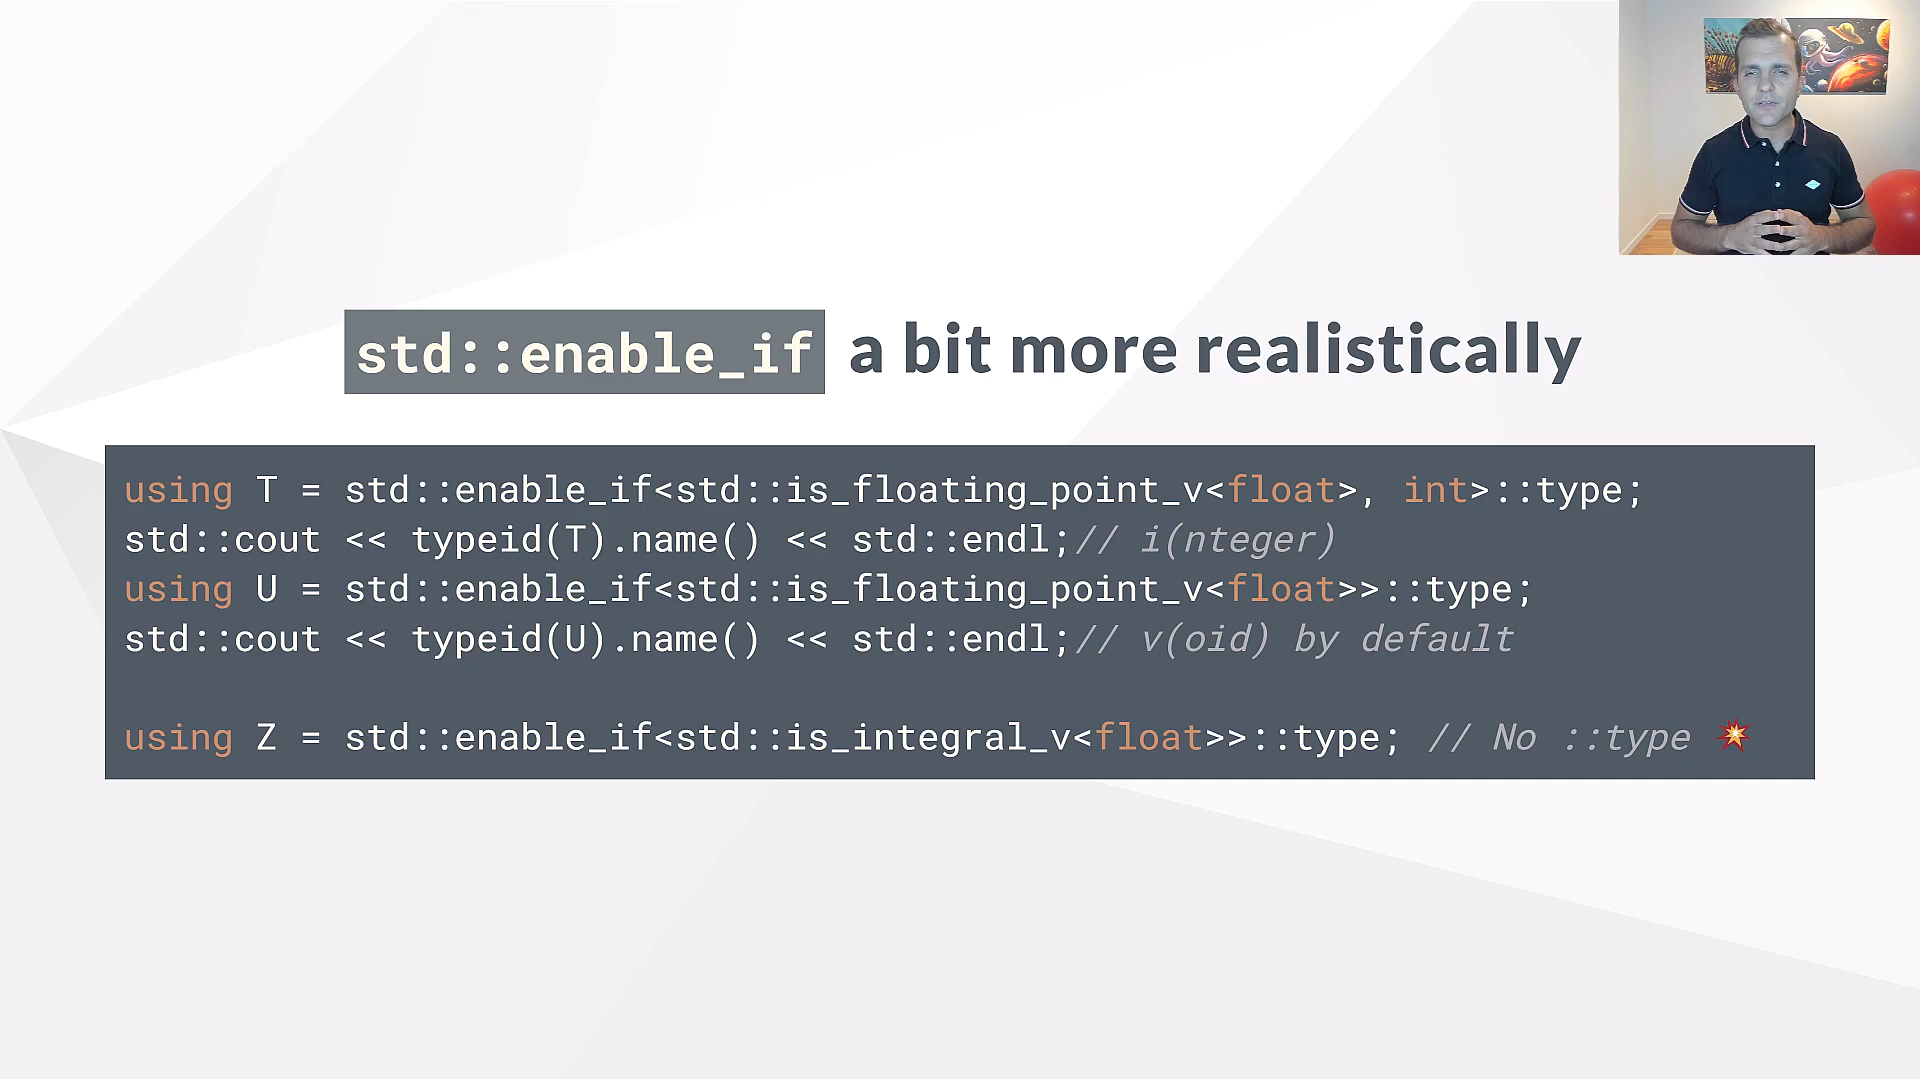 std::enable_if a bit more realistically
using T = std::enable_if<std::is_floating_point_v<float>, int>::type;
std::cout << typeid(T).name() << std::endl;// i(nteger)
using U = std::enable_if<std::is_floating_point_v<float>>::type;
std::cout << typeid(U).name() << std::endl;// v(oid) by default
using Z = std::enable_if<std::is_integral_v<float>>::type; // No ::type 💥